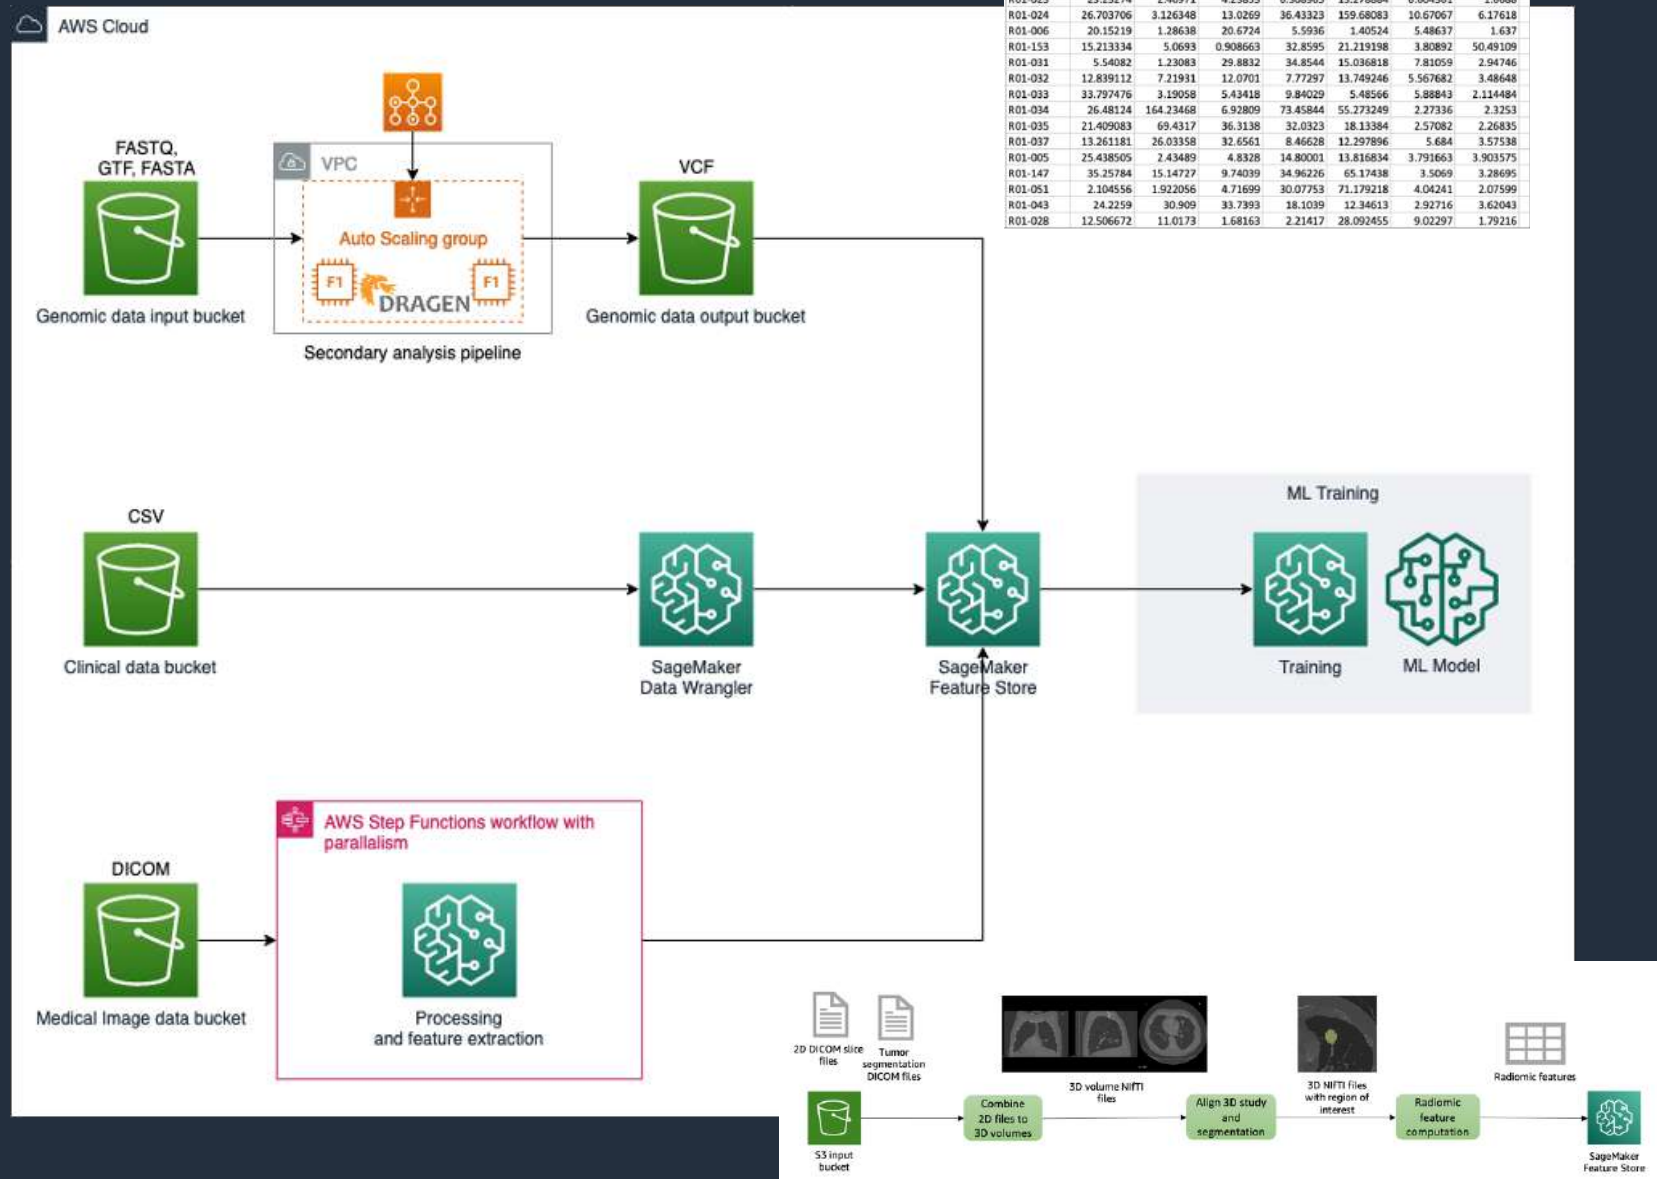 AWS Cloud
R01-024 26.703706 3.126348 13.0269 36.43323 159.68083 10.67067 6.17618
R01-006 20.15219 1.28638 20.6724 5.5936 1.40524 5.48637 1.637
R01-153 15.213334 5.0693 0.908663 32.8595 21.219198 3.80892 50.49109
R01-031 5.54082 1.23083 29.8832 34.8544 15.036818 7.81059 2.94746
R01-032 12.839112 7.21931 12.0701 7.77297 13.749246 5.567682 3.48648
R01-033 33.797476 3.19058 5.43418 9.84029 5.48566 5.88843 2.114484
R01-034 26.48124 164.23468 6.92809 73.45844 55.273249 2.27336 2.3253
R01-035 21.409083 69.4317 36.3138 32.0323 18.13384 2.57082 2.26835
R01-037 13.261181 26.03358 32.6561 8.46628 12.297896 5.684 3.57538
R01-005 25.438505 2.43489 4.8328 14.80001 13.816834 3.791663 3.903575
R01-147 35.25784 15.14727 9.74039 34.96226 65.17438 3.5069 3.28695
R01-051 2.104556 1.922056 4.71699 30.07753 71.179218 4.04241 2.07599
R01-043 24.2259 30.909 33.7393 18.1039 12.34613 2.92716 3.62043
R01-028 12.506672 11.0173 1.68163 2.21417 28.092455 9.02297 1.79216
FASTQ,
GTF, FASTA
VPC
VCF
Auto Scaling group
F1
DRAGEN
F1
Genomic data input bucket
Genomic data output bucket
Secondary analysis pipeline
CSV
ML Training
Clinical data bucket
SageMaker
Data Wrangler
SageMaker
Feature Store
Training
ML Model
AWS Step Functions workflow with
parallalism
DICOM
Medical Image data bucket
Processing
and feature extraction
2D DICOM slice
files
Tumor
segmentation
DICOM files
3D volume NIfTI
files
3D NIFTI files
with region of
interest
Radiomic features
Combine
2D files to
3D volumes
Align 3D study
and
segmentation
Radiomic
feature
computation
S3 input
bucket
SageMaker
Feature Store